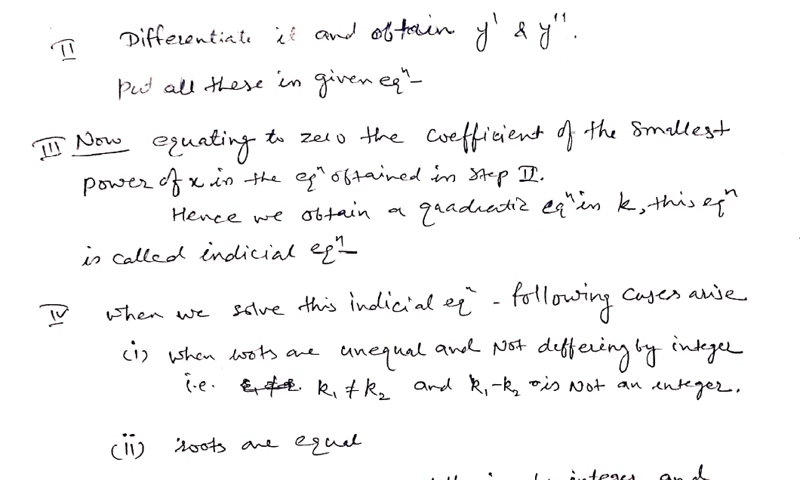 II Differentiate it and obtain y' & y''.
put all these in given eqⁿ
III Now equating to zero the coefficient of the smallest
power of x in the eqⁿ obtained in step II.
Hence we obtain a quadratic eqⁿ in k, this eqⁿ
is called indicial eqⁿ
IV when we solve this indicial eqⁿ - following cases arise
(i) when roots are unequal and Not differing by integer
i.e. k₁ ≠ k₂ and k₁-k₂ is Not an integer.
(ii) roots are equal
integer and